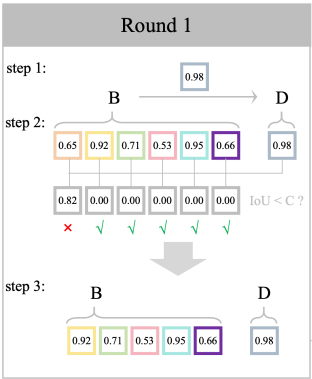 Round 1
step 1:
0.98
B D
step 2:
0.65 0.92 0.71 0.53 0.95 0.66 0.98
0.82 0.00 0.00 0.00 0.00 0.00 IoU < C ?
× √ √ √ √ √
step 3:
B D
0.92 0.71 0.53 0.95 0.66 0.98